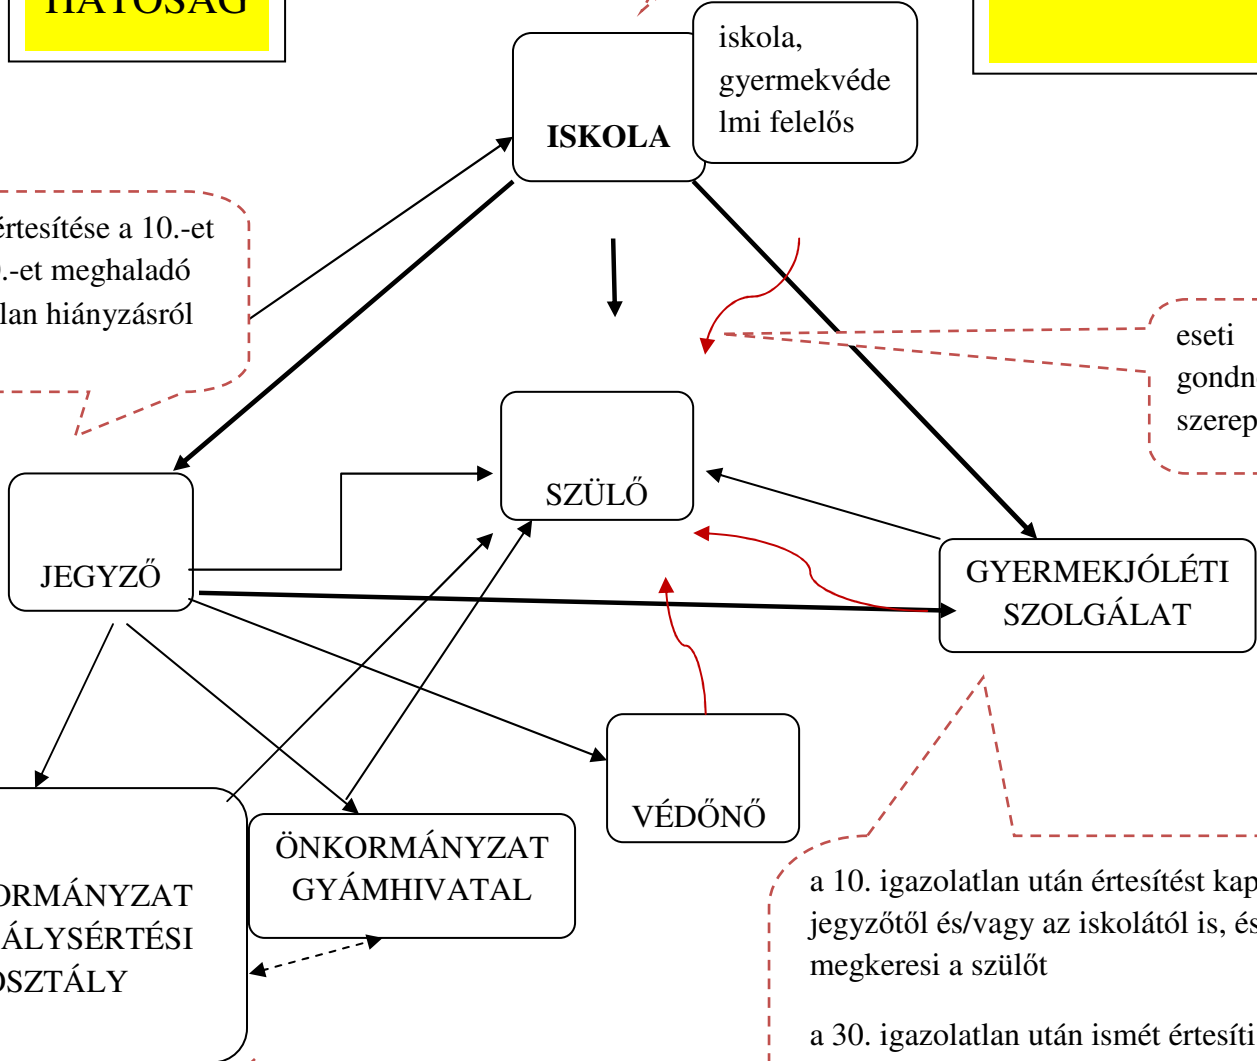 HATÓSÁG
iskola,
gyermekvéde
lmi felelős
ISKOLA
értesítése a 10.-et
.-et meghaladó
lan hiányzásról
eseti
szerep
SZÜLŐ
JEGYZŐ
GYERMEKJÓLÉTI
SZOLGÁLAT
VÉDŐNŐ
ÖNKORMÁNYZAT
GYÁMHIVATAL
ORMÁNYZAT
ÁLYSÉRTÉSI
OSZTÁLY
a 10. igazolatlan után értesítést kap
jegyzőtől és/vagy az iskolától is, és
megkeresi a szülőt
a 30. igazolatlan után ismét értesíti